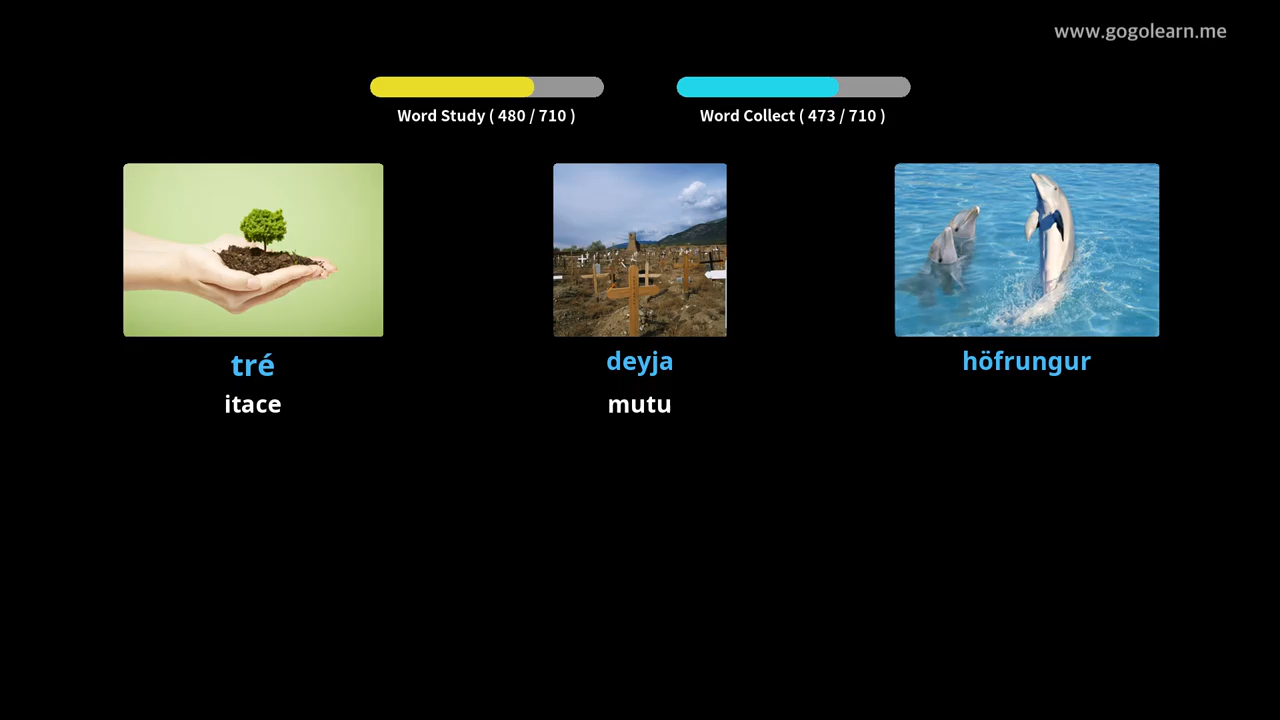 www.gogolearn.me
Word Study ( 480 / 710 )
Word Collect ( 473 / 710 )
tré
deyja
höfrungur
itace
mutu